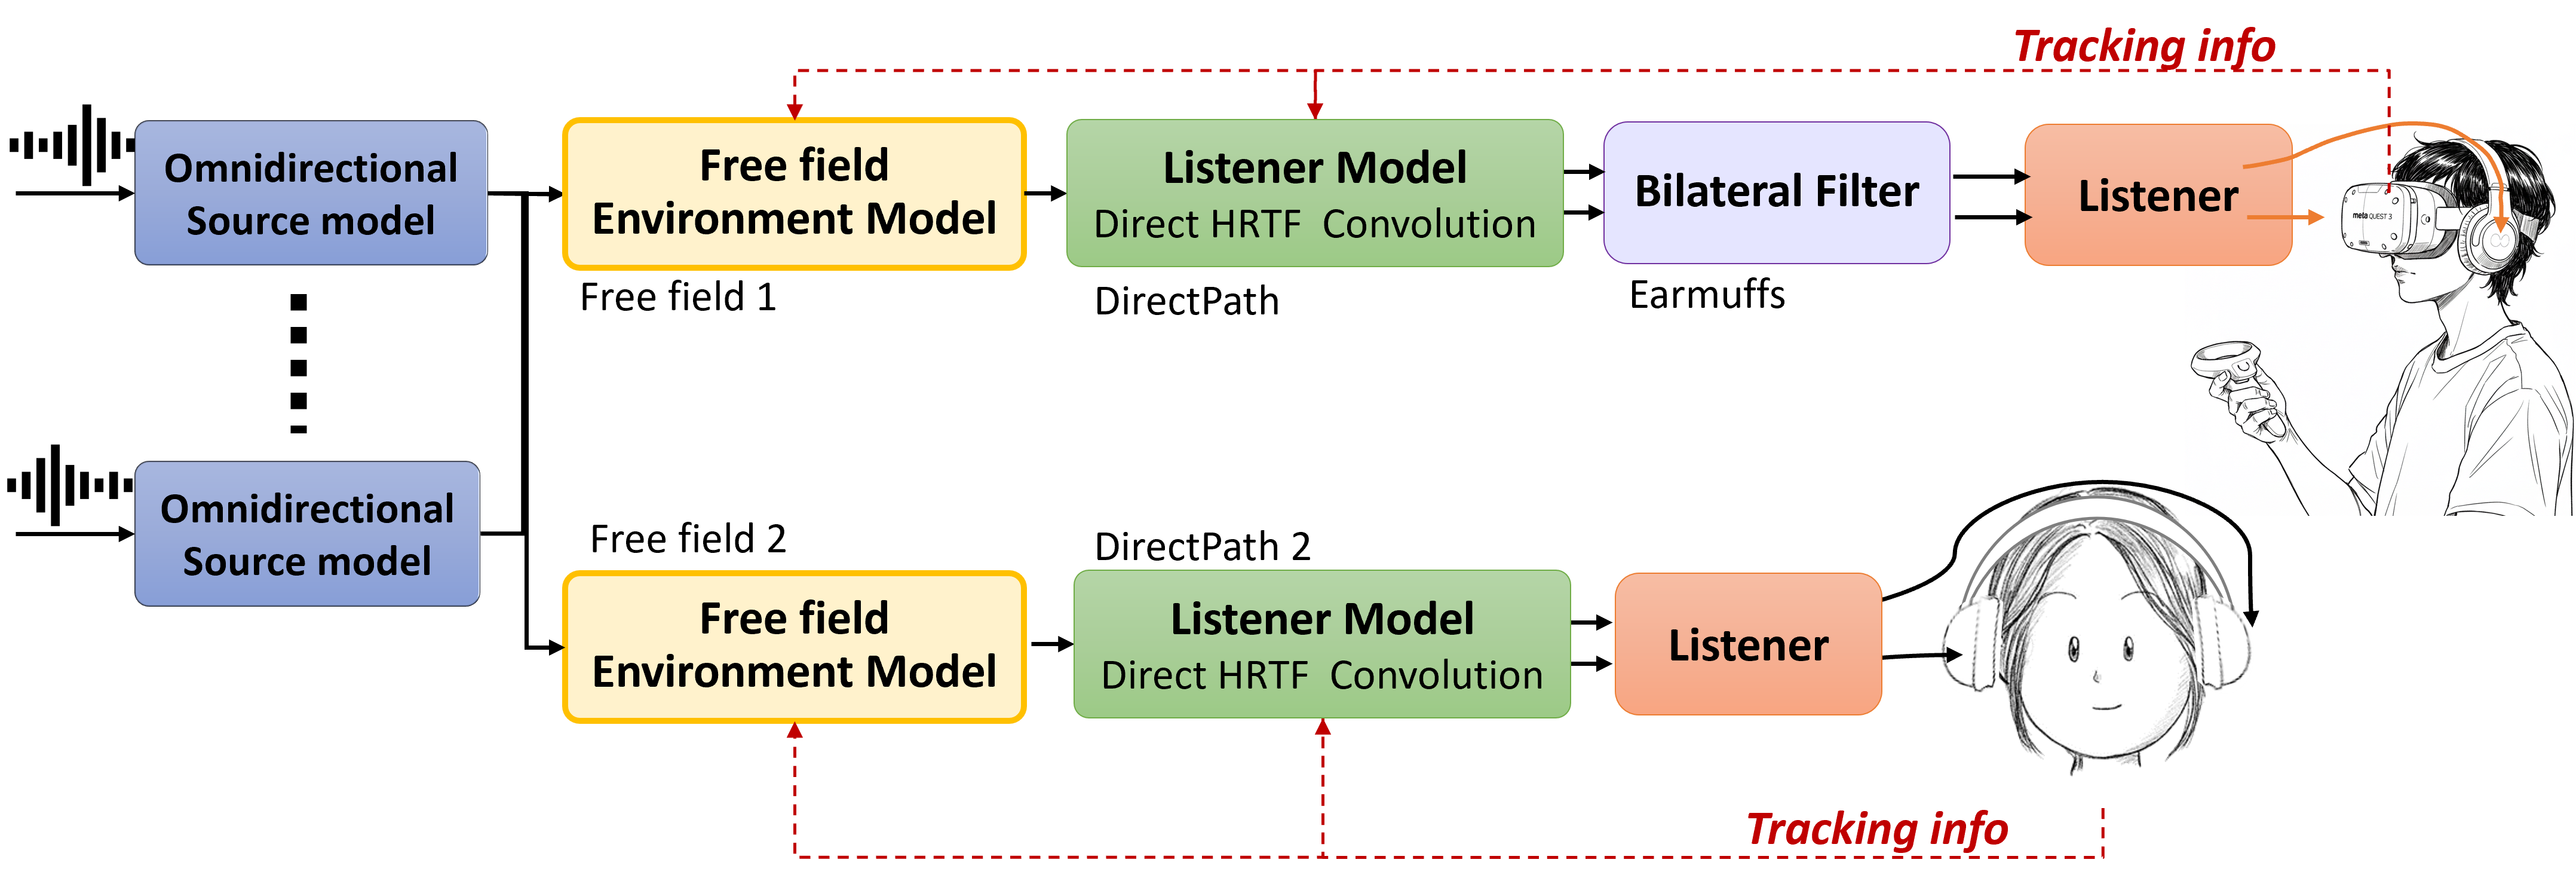 Tracking info
Omnidirectional
Source model
Free field
Environment Model
Free field 1
Listener Model
Direct HRTF Convolution
DirectPath
Bilateral Filter
Earmuffs
Listener
meta QUEST 3
Omnidirectional
Source model
Free field 2
Free field
Environment Model
DirectPath 2
Listener Model
Direct HRTF Convolution
Listener
Tracking info